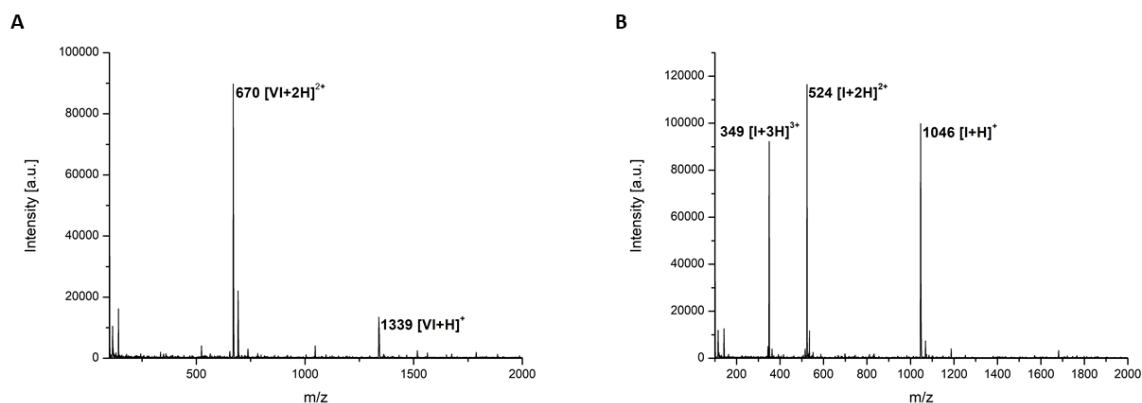 A
100000
80000
60000
40000
20000
0
Intensity [a.u.]
670 [VI+2H]²⁺
1339 [VI+H]⁺
500
1000
1500
2000
m/z
B
120000
100000
80000
60000
40000
20000
0
Intensity [a.u.]
349 [I+3H]³⁺
524 [I+2H]²⁺
1046 [I+H]⁺
200
400
600
800
1000
1200
1400
1600
1800
2000
m/z